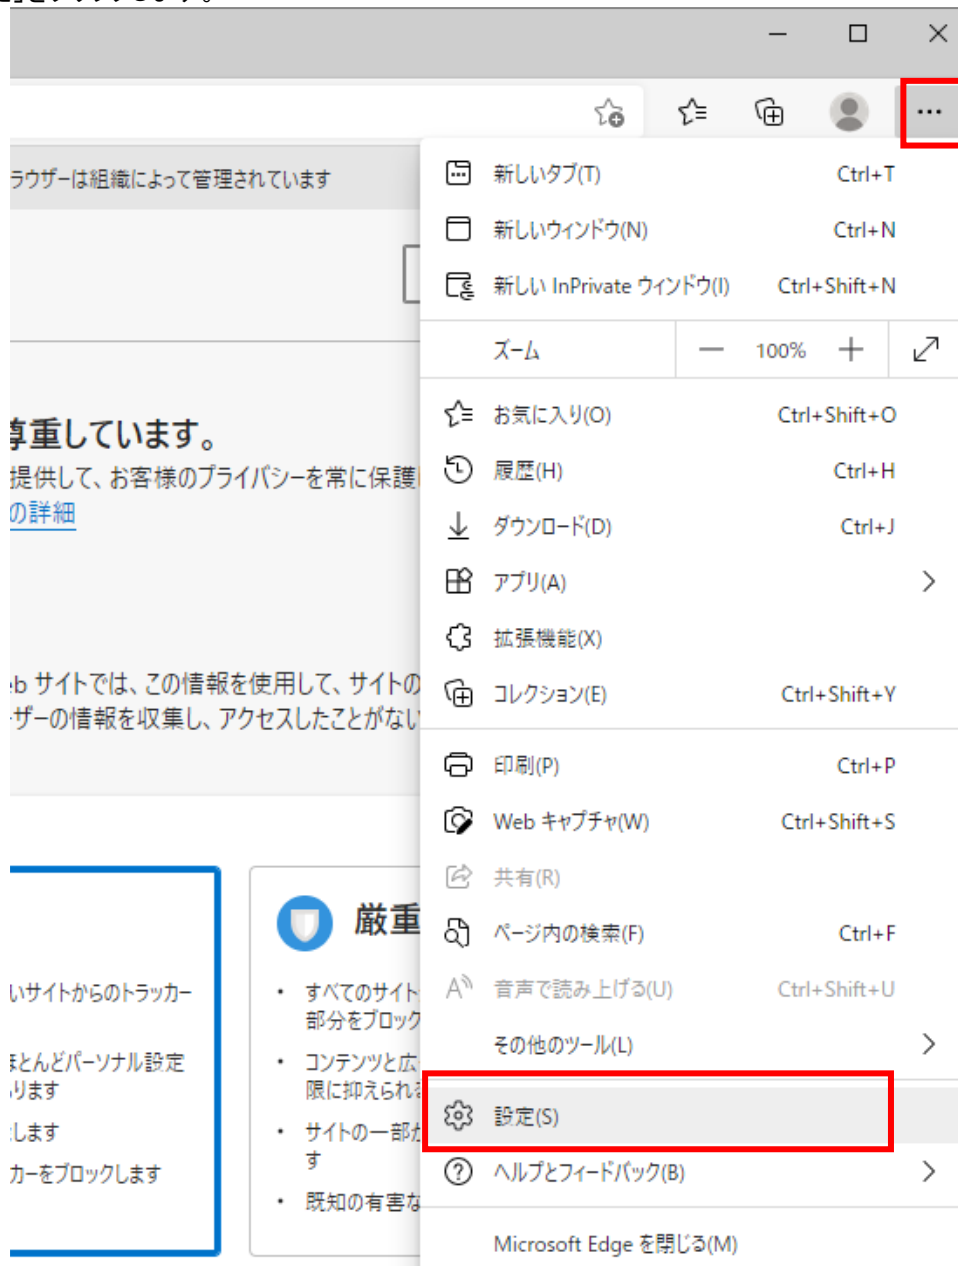 ラウザーは組織によって管理されています
新しいタブ(T) Ctrl+T
新しいウィンドウ(N) Ctrl+N
新しい InPrivate ウィンドウ(I) Ctrl+Shift+N
ズーム 100%
お気に入り(O) Ctrl+Shift+O
履歴(H) Ctrl+H
ダウンロード(D) Ctrl+J
アプリ(A)
拡張機能(X)
コレクション(E) Ctrl+Shift+Y
印刷(P) Ctrl+P
Web キャプチャ(W) Ctrl+Shift+S
共有(R)
ページ内の検索(F) Ctrl+F
音声で読み上げる(U) Ctrl+Shift+U
その他のツール(L)
設定(S)
ヘルプとフィードバック(B)
Microsoft Edge を閉じる(M)
重しています。
提供して、お客様のプライバシーを常に保護
の詳細
b サイトでは、この情報を使用して、サイトの
ザーの情報を収集し、アクセスしたことがない
いサイトからのトラッカー
ほとんどパーソナル設定
ります
します
カーをブロックします
厳重
・ すべてのサイト
部分をブロック
・ コンテンツと広
限に抑えられ
・ サイトの一部が
す
・ 既知の有害な